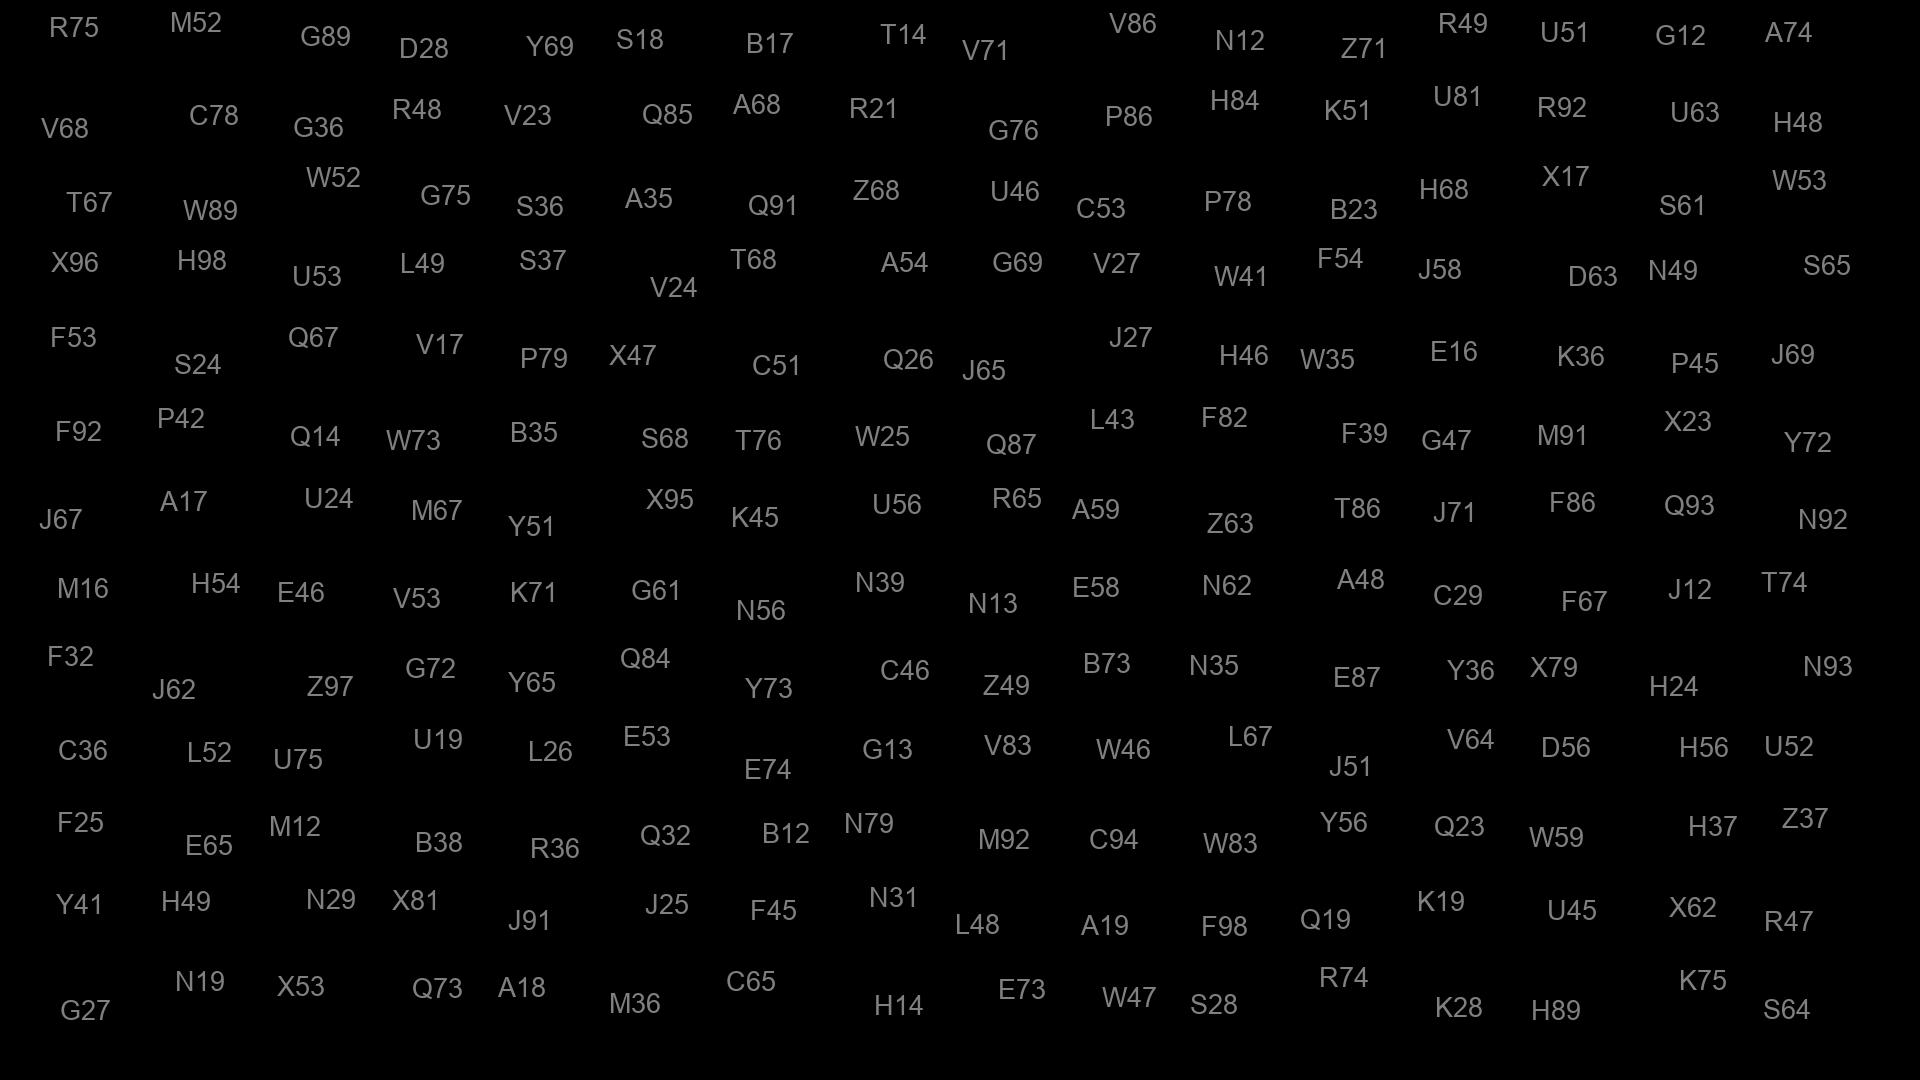 R75 M52 G89 D28 Y69 S18 B17 T14 V71 V86 N12 Z71 R49 U51 G12 A74
V68 C78 G36 R48 V23 Q85 A68 R21 G76 P86 H84 K51 U81 R92 U63 H48
T67 W89 W52 G75 S36 A35 Q91 Z68 U46 C53 P78 B23 H68 X17 S61 W53
X96 H98 U53 L49 S37 V24 T68 A54 G69 V27 W41 F54 J58 D63 N49 S65
F53 S24 Q67 V17 P79 X47 C51 Q26 J65 J27 H46 W35 E16 K36 P45 J69
F92 P42 Q14 W73 B35 S68 T76 W25 Q87 L43 F82 F39 G47 M91 X23 Y72
J67 A17 U24 M67 Y51 X95 K45 U56 R65 A59 Z63 T86 J71 F86 Q93 N92
M16 H54 E46 V53 K71 G61 N56 N39 N13 E58 N62 A48 C29 F67 J12 T74
F32 J62 Z97 G72 Y65 Q84 Y73 C46 Z49 B73 N35 E87 Y36 X79 H24 N93
C36 L52 U75 U19 L26 E53 E74 G13 V83 W46 L67 J51 V64 D56 H56 U52
F25 E65 M12 B38 R36 Q32 B12 N79 M92 C94 W83 Y56 Q23 W59 H37 Z37
Y41 H49 N29 X81 J91 J25 F45 N31 L48 A19 F98 Q19 K19 U45 X62 R47
G27 N19 X53 Q73 A18 M36 C65 H14 E73 W47 S28 R74 K28 H89 K75 S64